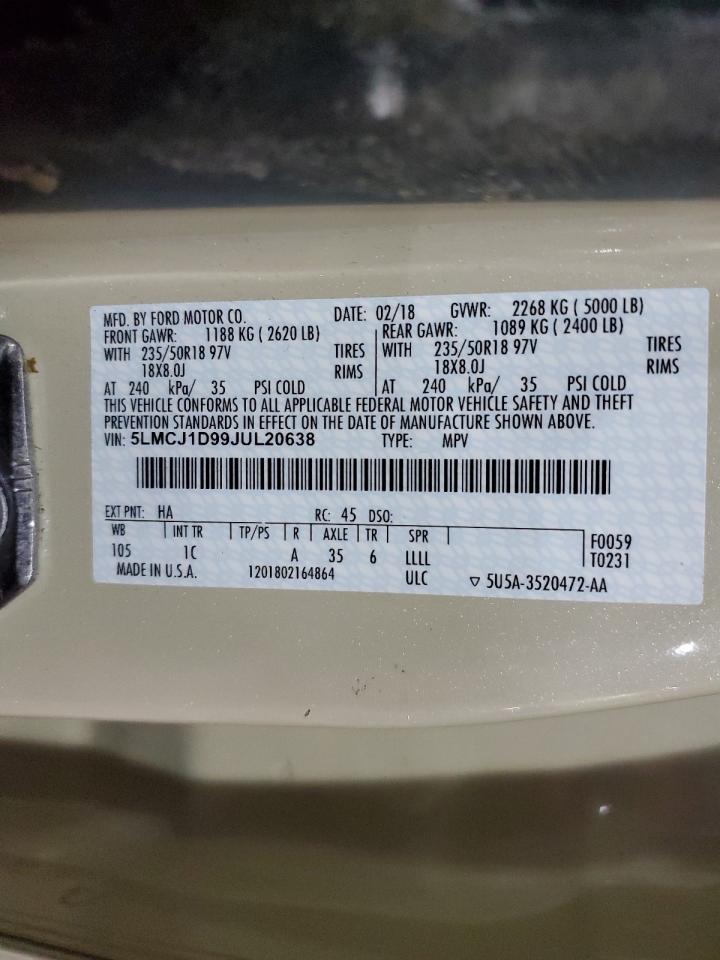 MFD. BY FORD MOTOR CO. DATE: 02/18 GVWR: 2268 KG ( 5000 LB)
FRONT GAWR: 1188 KG ( 2620 LB) REAR GAWR: 1089 KG ( 2400 LB)
WITH 235/50R18 97V TIRES WITH 235/50R18 97V TIRES
18X8.0J RIMS 18X8.0J RIMS
AT 240 kPa/ 35 PSI COLD AT 240 kPa/ 35 PSI COLD
THIS VEHICLE CONFORMS TO ALL APPLICABLE FEDERAL MOTOR VEHICLE SAFETY AND THEFT
PREVENTION STANDARDS IN EFFECT ON THE DATE OF MANUFACTURE SHOWN ABOVE.
VIN: 5LMCJ1D99JUL20638 TYPE: MPV
EXT PNT: HA RC: 45 DSO:
WB INT TR TP/PS R AXLE TR SPR F0059
105 1C A 35 6 LLLL T0231
MADE IN U.S.A. 1201802164864 ULC ▽ 5U5A-3520472-AA